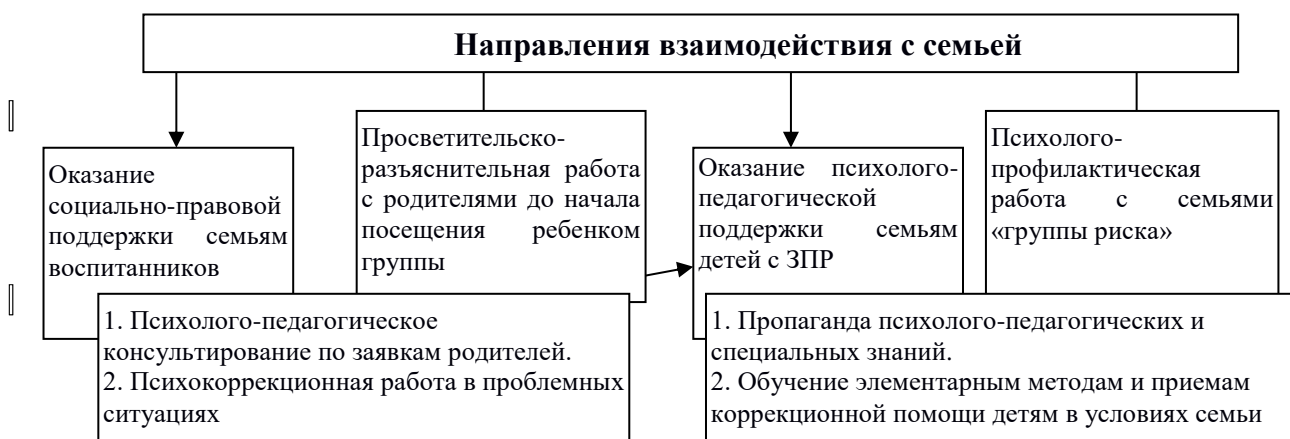 Направления взаимодействия с семьей
Оказание
социально-правовой
поддержки семьям
воспитанников
Просветительско-
разъяснительная работа
с родителями до начала
посещения ребенком
группы
Оказание психолого-
педагогической
поддержки семьям
детей с ЗПР
Психолого-
профилактическая
работа с семьями
«группы риска»
1. Психолого-педагогическое
консультирование по заявкам родителей.
2. Психокоррекционная работа в проблемных
ситуациях
1. Пропаганда психолого-педагогических и
специальных знаний.
2. Обучение элементарным методам и приемам
коррекционной помощи детям в условиях семьи